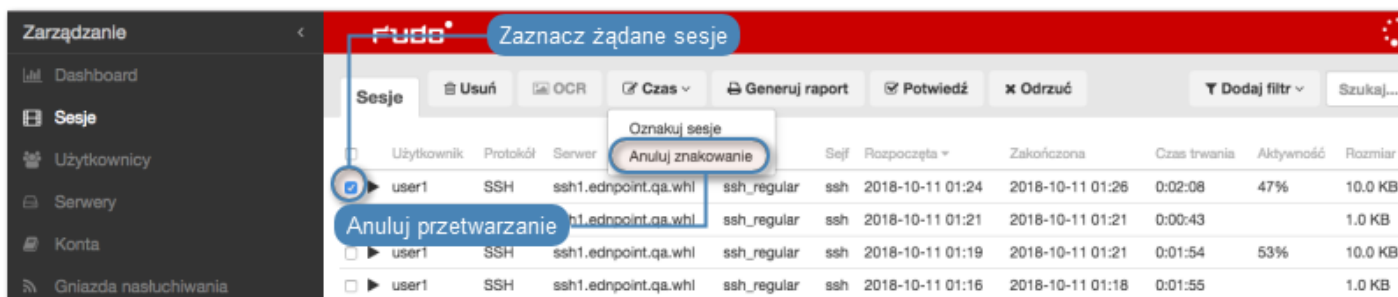 Zarządzanie
Dashboard
Sesje
Użytkownicy
Serwery
Konta
Gniazda nasłuchiwania
FUDO
Zaznacz żądane sesje
Sesje Usuń OCR Czas Generuj raport Potwiedź Odrzuć Dodaj filtr Szukaj...
Oznakuj sesje
Anuluj znakowanie
Użytkownik Protokół Serwer Sejf Rozpoczęta Zakończona Czas trwania Aktywność Rozmiar
user1 SSH ssh1.ednpoint.qa.whl ssh_regular ssh 2018-10-11 01:24 2018-10-11 01:26 0:02:08 47% 10.0 KB
Anuluj przetwarzanie
h1.ednpoint.qa.whl ssh_regular ssh 2018-10-11 01:21 2018-10-11 01:21 0:00:43 1.0 KB
user1 SSH ssh1.ednpoint.qa.whl ssh_regular ssh 2018-10-11 01:19 2018-10-11 01:21 0:01:54 53% 10.0 KB
user1 SSH ssh1.ednpoint.qa.whl ssh_regular ssh 2018-10-11 01:16 2018-10-11 01:18 0:01:55 1.0 KB